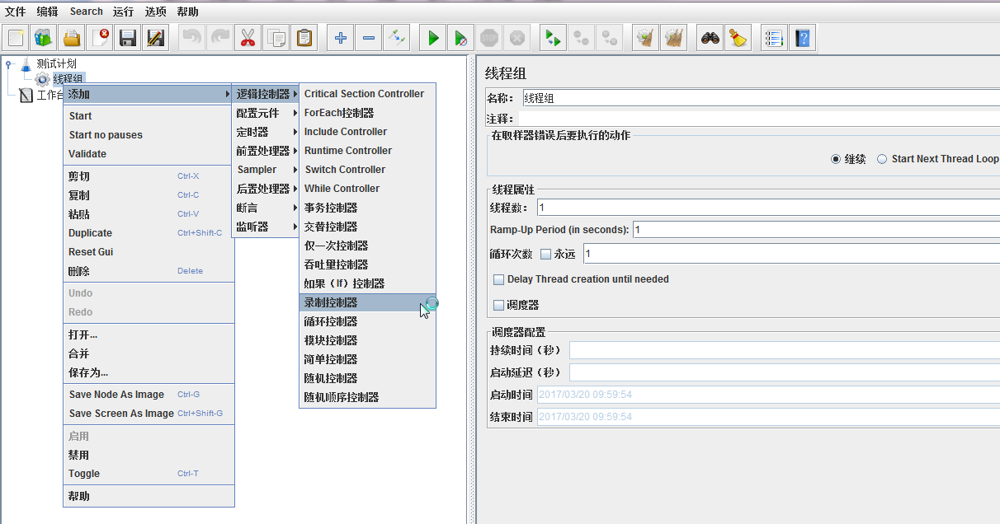 文件 编辑 Search 运行 选项 帮助
测试计划
线程组
工作台
添加
Start
Start no pauses
Validate
剪切 Ctrl-X
复制 Ctrl-C
粘贴 Ctrl-V
Duplicate Ctrl+Shift-C
Reset Gui
删除 Delete
Undo
Redo
打开...
合并
保存为...
Save Node As Image Ctrl-G
Save Screen As Image Ctrl+Shift-G
启用
禁用
Toggle Ctrl-T
帮助
逻辑控制器
配置元件
定时器
前置处理器
Sampler
后置处理器
断言
监听器
Critical Section Controller
ForEach控制器
Include Controller
Runtime Controller
Switch Controller
While Controller
事务控制器
交替控制器
仅一次控制器
吞吐量控制器
如果（If）控制器
录制控制器
循环控制器
模块控制器
简单控制器
随机控制器
随机顺序控制器
线程组
名称： 线程组
注释：
在取样器错误后要执行的动作
继续 Start Next Thread Loop
线程属性
线程数： 1
Ramp-Up Period (in seconds): 1
循环次数 永远 1
Delay Thread creation until needed
调度器
调度器配置
持续时间（秒）
启动延迟（秒）
启动时间 2017/03/20 09:59:54
结束时间 2017/03/20 09:59:54